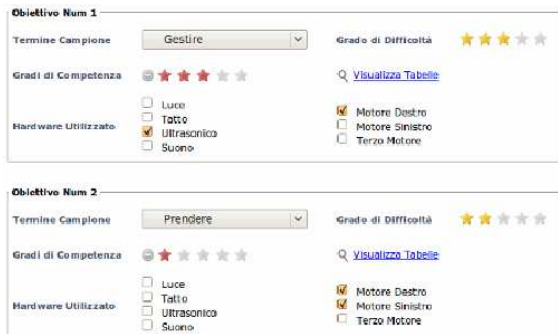 Obiettivo Num 1
Termine Campione Gestire Grado di Difficoltà
Gradi di Competenza Visualizza Tabelle
Luce
Tatto
Ultrasonico
Suono
Hardware Utilizzato
Motore Destro
Motore Sinistro
Terzo Motore
Obiettivo Num 2
Termine Campione Prendere Grado di Difficoltà
Gradi di Competenza Visualizza Tabelle
Luce
Tatto
Ultrasonico
Suono
Hardware Utilizzato
Motore Destro
Motore Sinistro
Terzo Motore